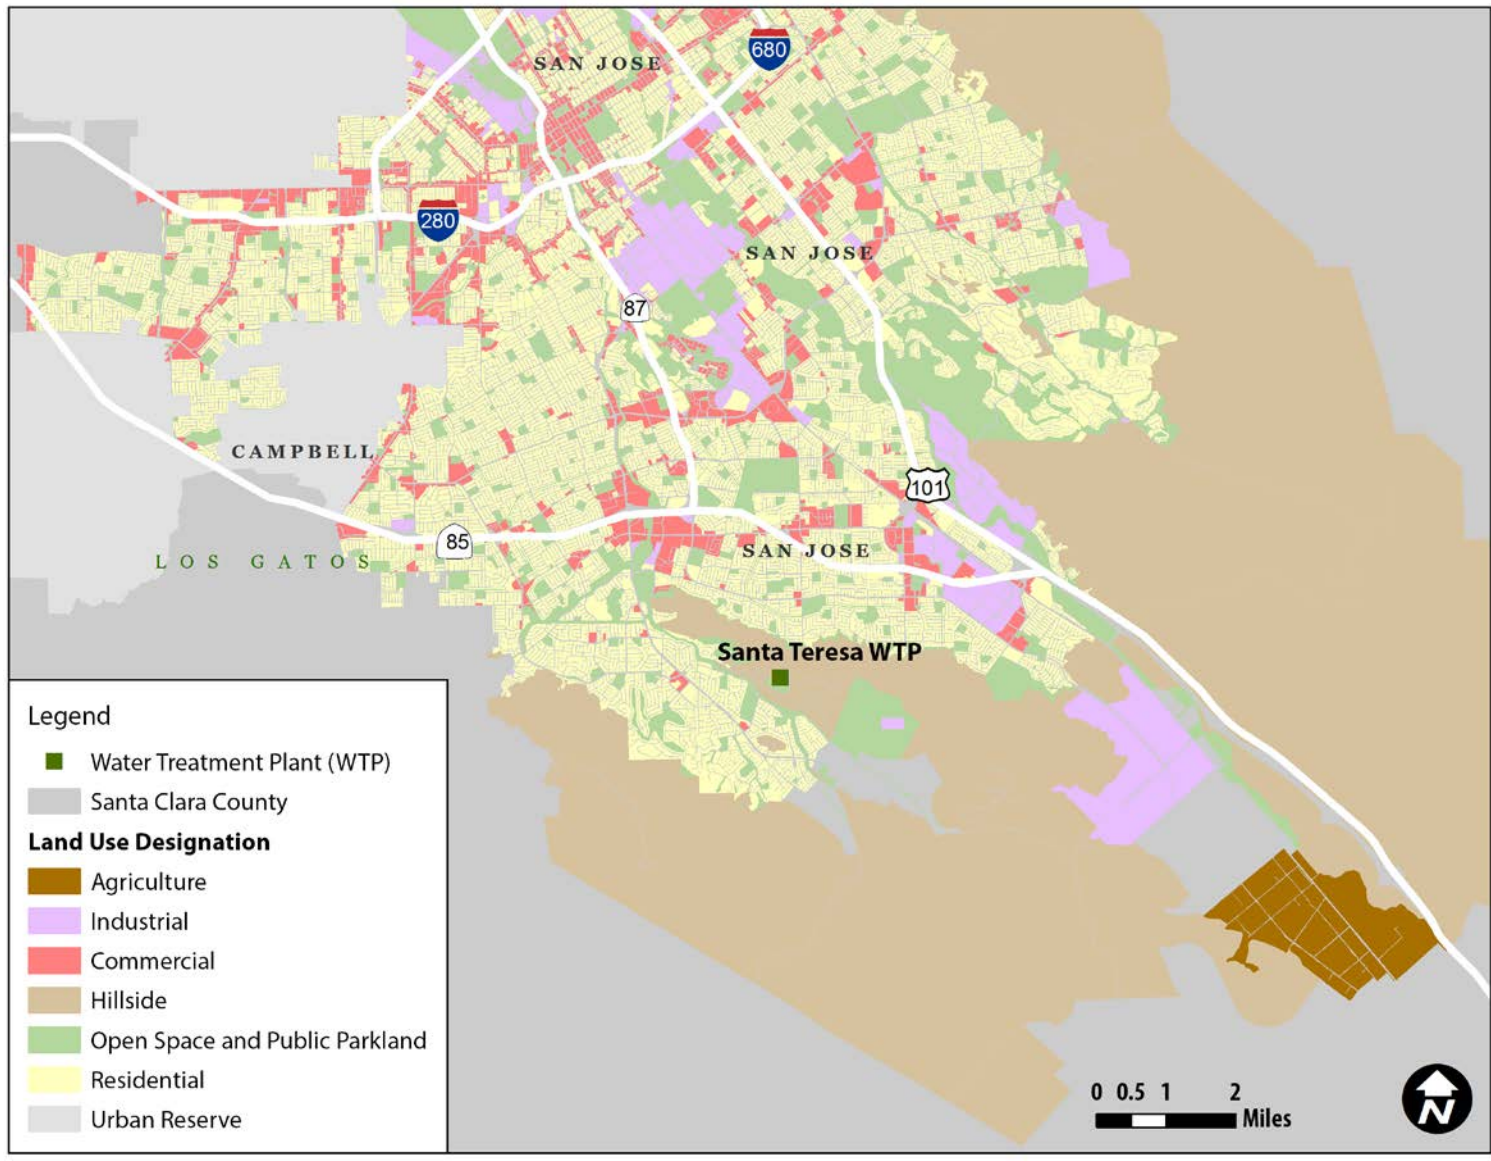 SAN JOSE
680
280
SAN JOSE
87
CAMPBELL
101
85
SAN JOSE
LOS GATOS
Santa Teresa WTP
Legend
Water Treatment Plant (WTP)
Santa Clara County
Land Use Designation
Agriculture
Industrial
Commercial
Hillside
Open Space and Public Parkland
Residential
Urban Reserve
0 0.5 1 2
Miles
N